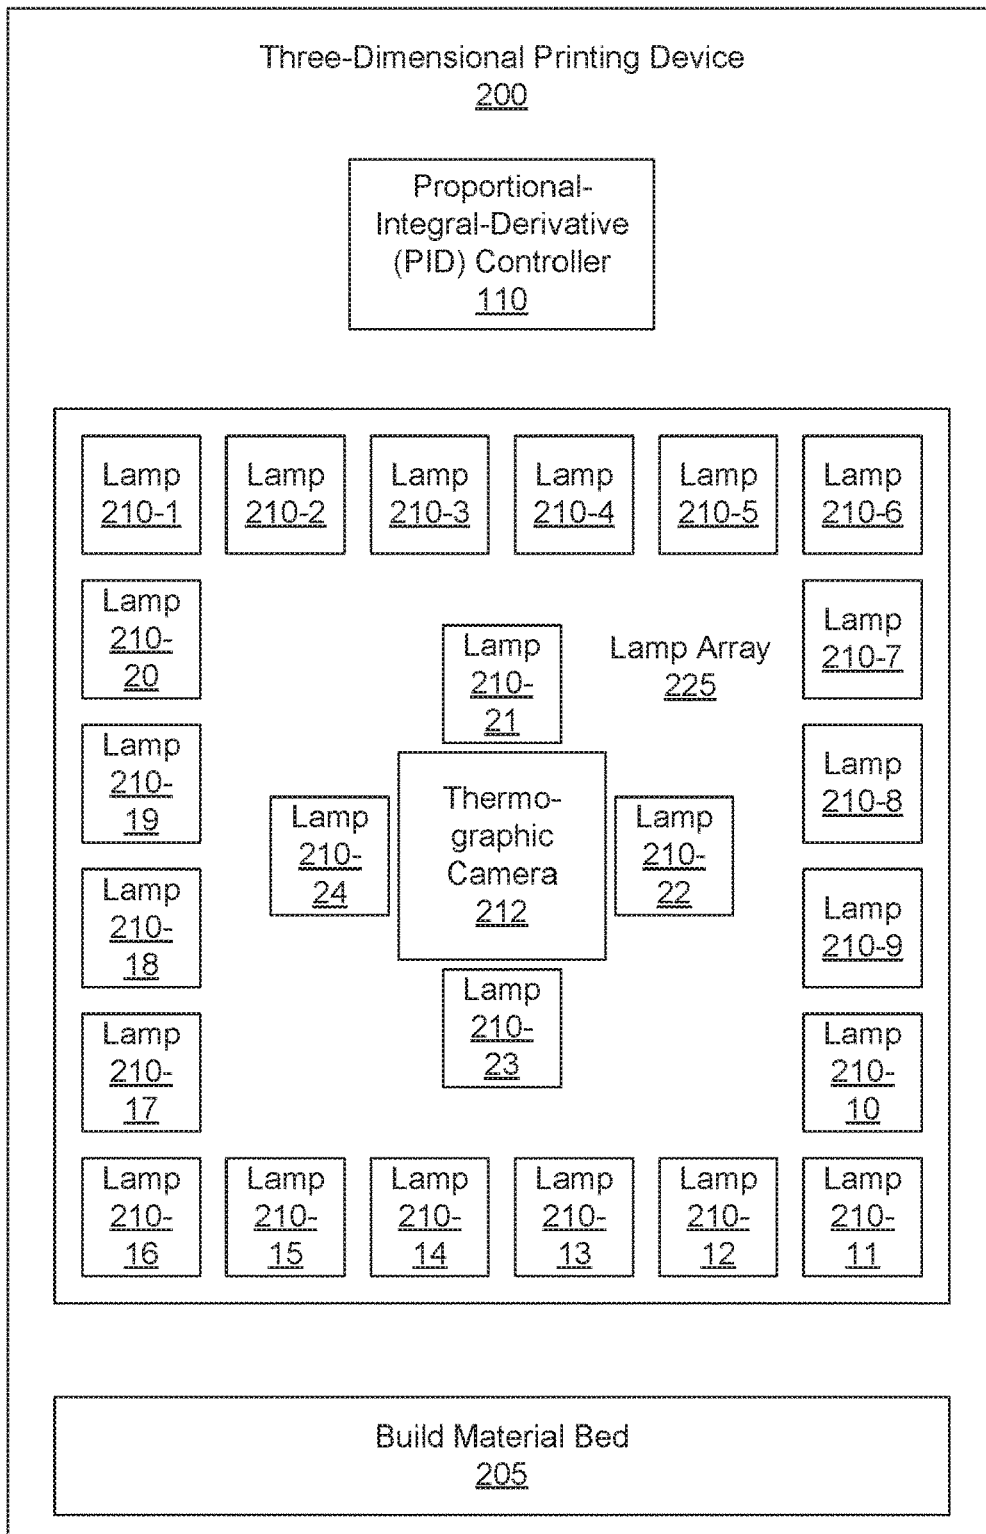 Three-Dimensional Printing Device
200
Proportional-
Integral-Derivative
(PID) Controller
110
Lamp
210-1
Lamp
210-2
Lamp
210-3
Lamp
210-4
Lamp
210-5
Lamp
210-6
Lamp
210-
20
Lamp
210-
21
Lamp Array
225
Lamp
210-7
Lamp
210-
19
Lamp
210-
24
Thermo-
graphic
Camera
212
Lamp
210-
22
Lamp
210-8
Lamp
210-
18
Lamp
210-9
Lamp
210-
23
Lamp
210-
17
Lamp
210-
10
Lamp
210-
16
Lamp
210-
15
Lamp
210-
14
Lamp
210-
13
Lamp
210-
12
Lamp
210-
11
Build Material Bed
205